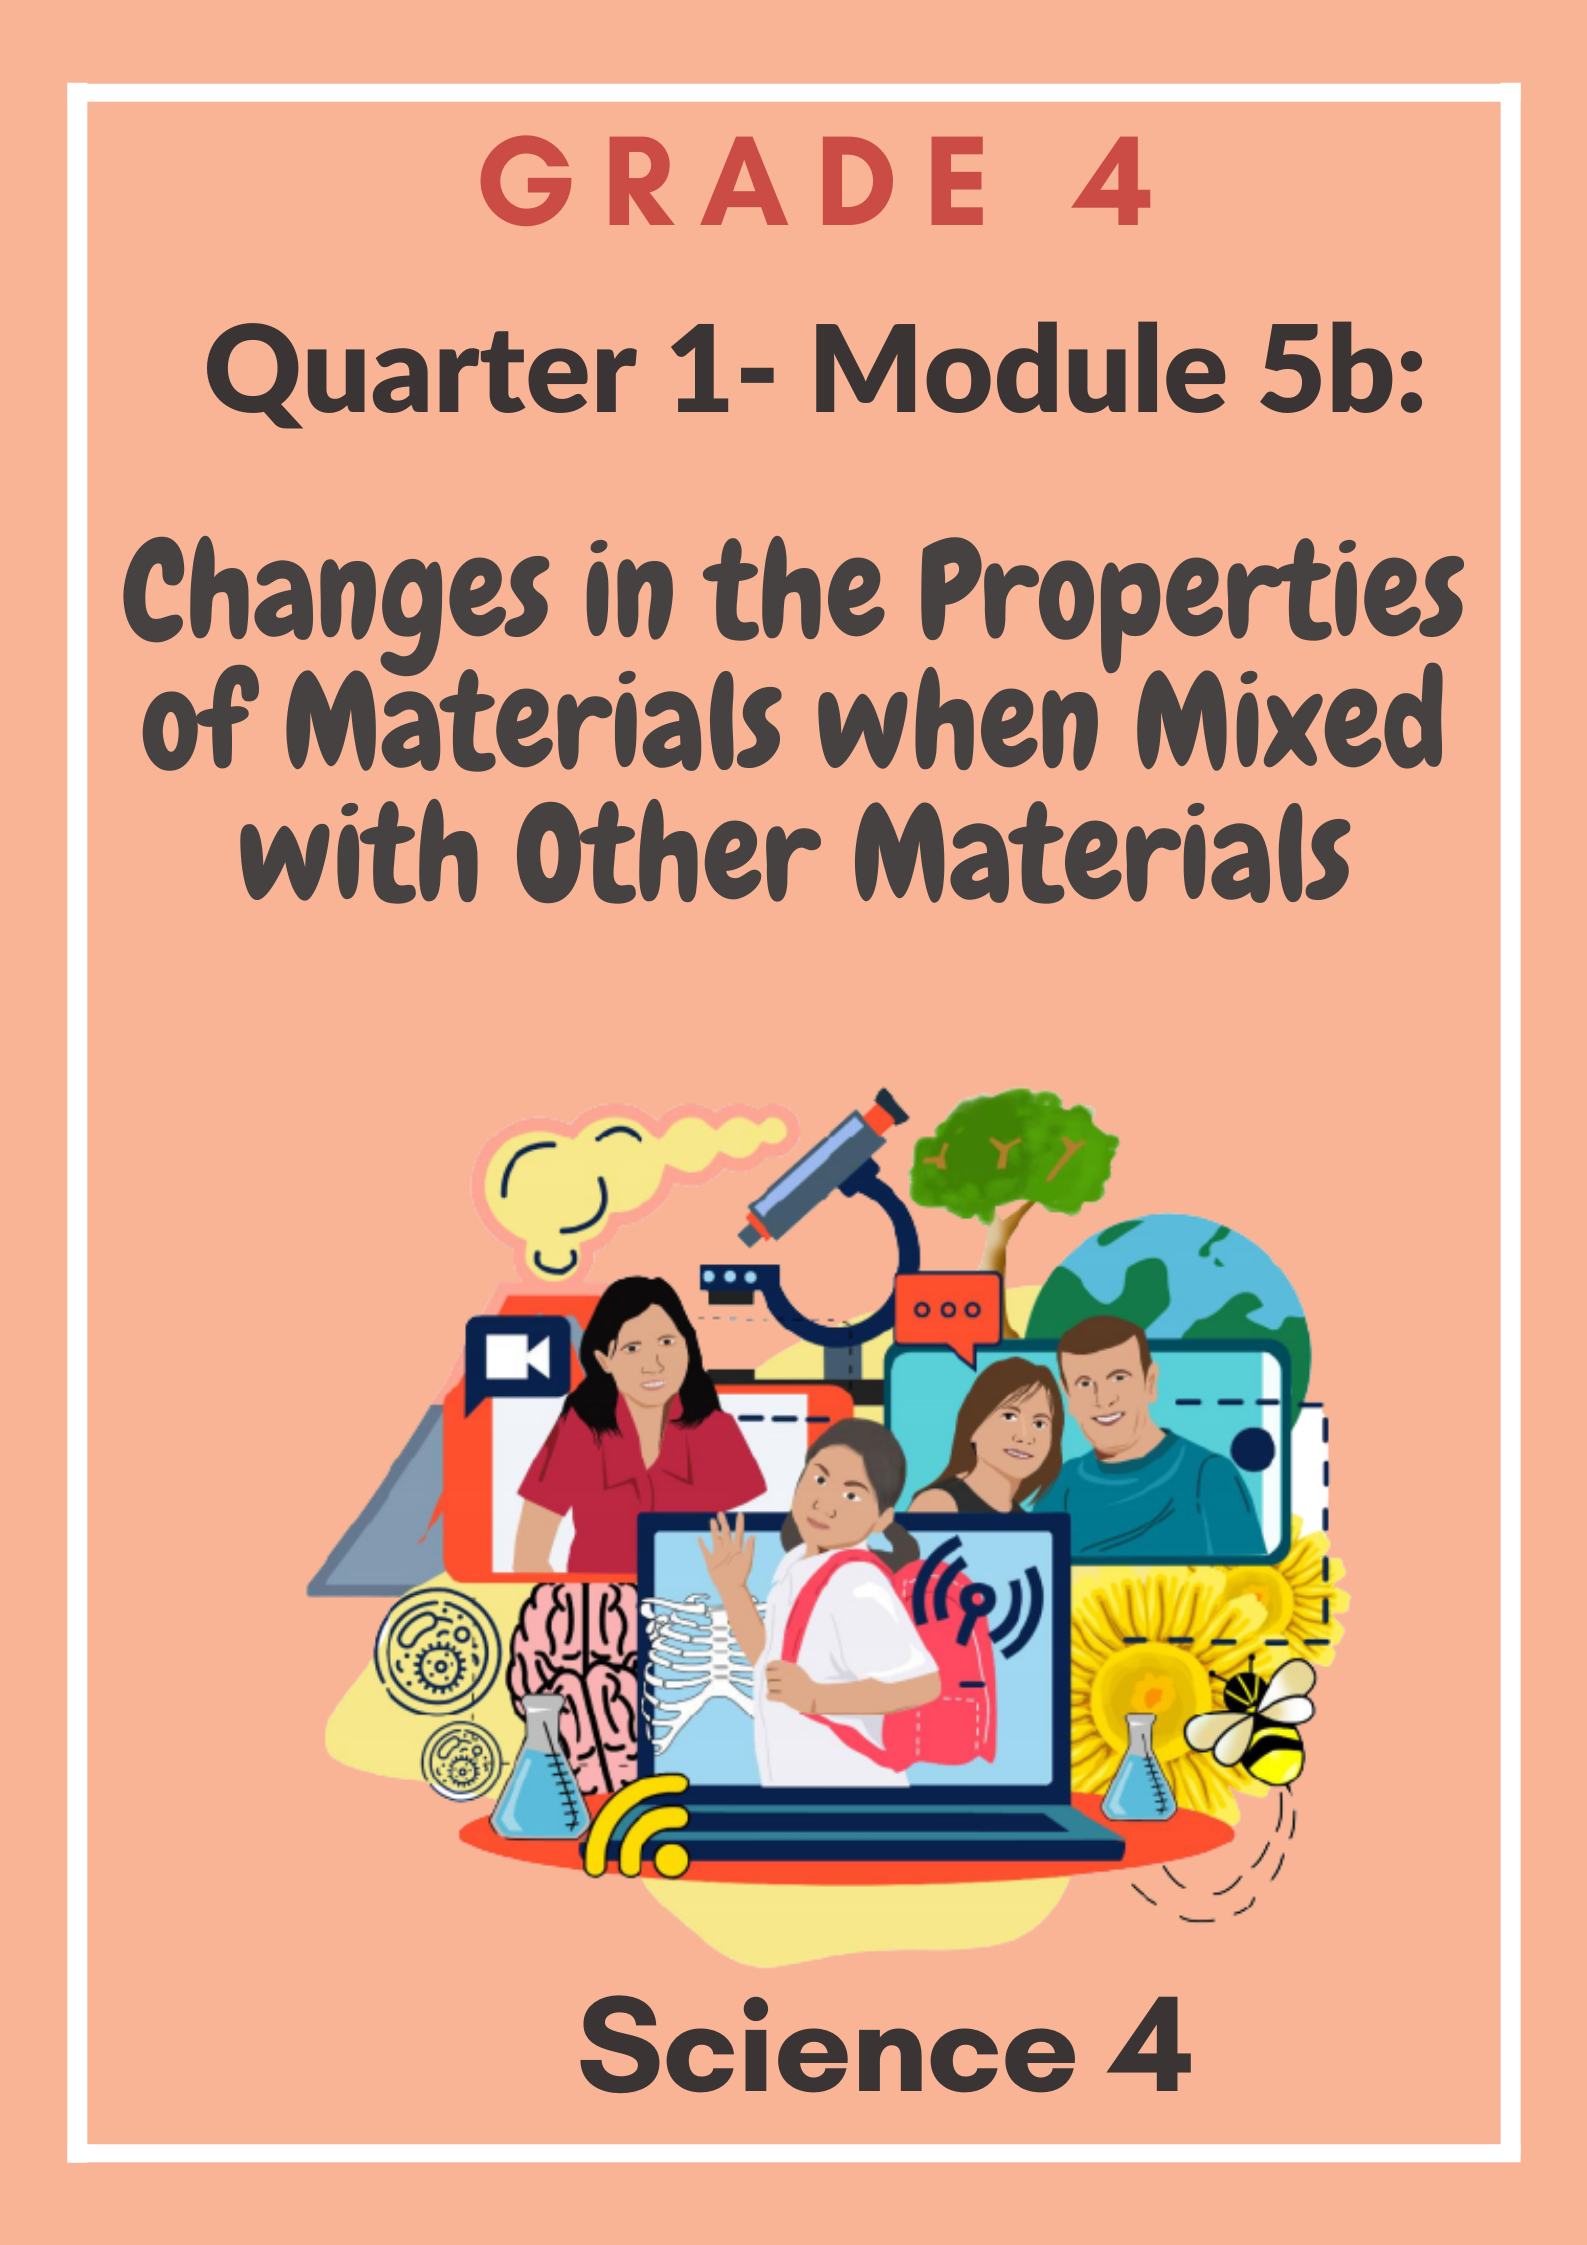 GRADE 4
Quarter 1- Module 5b:
Changes in the Properties
of Materials when Mixed
with Other Materials
Science 4